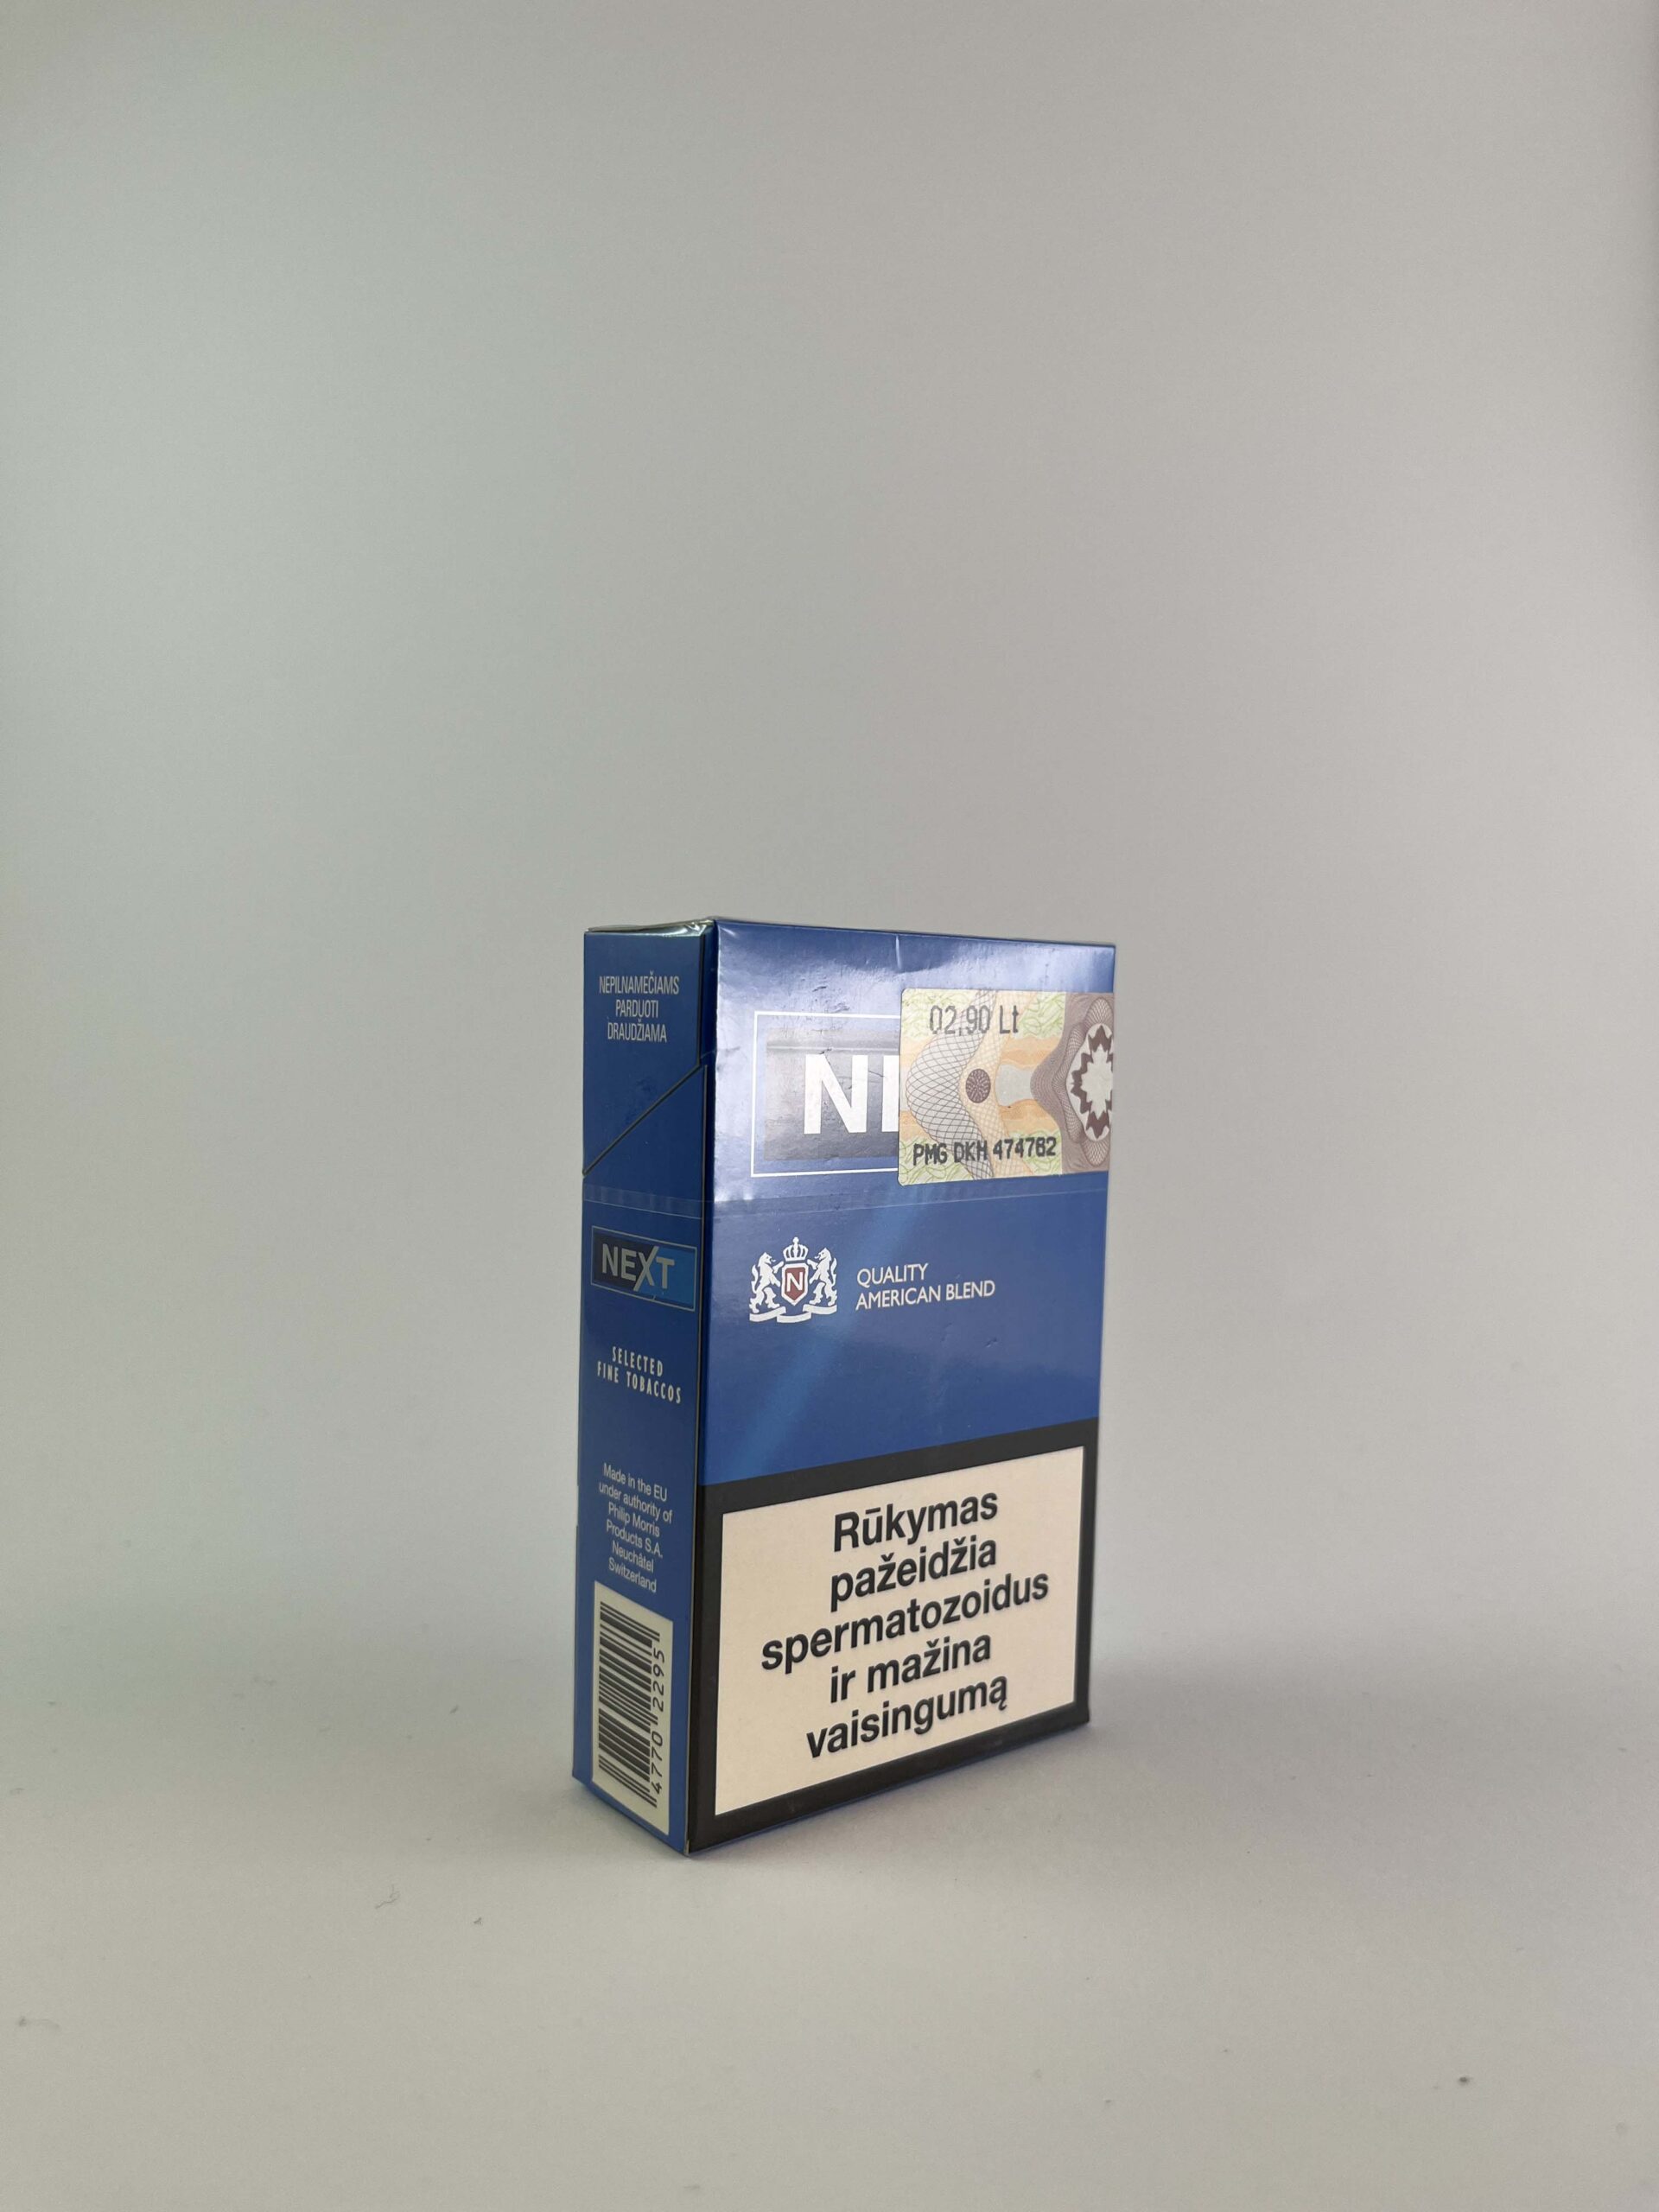 NEPILNAMEČIAMS
PARDUOTI
DRAUDŽIAMA
NEXT
SELECTED
FINE TOBACCOS
Made in the EU
under authority of
Philip Morris
Products S.A.
Neuchâtel
Switzerland
4770 2295
02,90 Lt
PMG DKH 474782
N
QUALITY
AMERICAN BLEND
Rūkymas
pažeidžia
spermatozoidus
ir mažina
vaisingumą